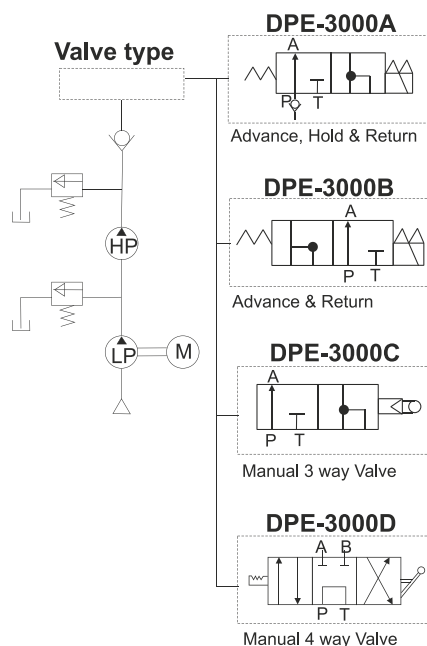 Valve type
HP
LP
M
DPE-3000A
A
P
T
Advance, Hold & Return
DPE-3000B
A
P T
Advance & Return
DPE-3000C
A
P T
Manual 3 way Valve
DPE-3000D
A B
P T
Manual 4 way Valve